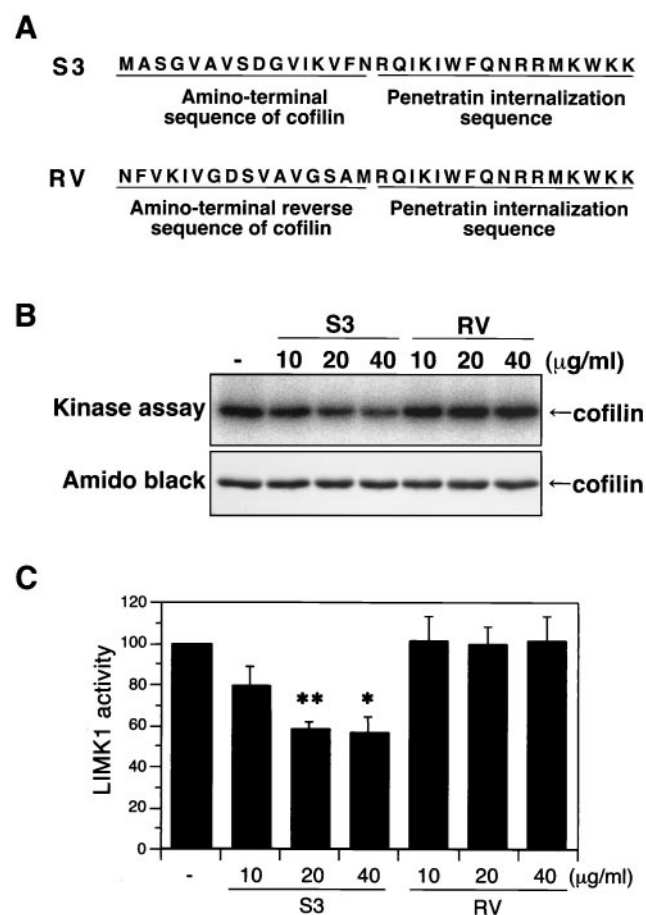 A
S3 MASGVAVSDGVIKVFNRQIKIWFQNRRMKWKK
Amino-terminal Penetratin internalization
sequence of cofilin sequence
RV NFVKIVGDSVAVGSAMRQIKIWFQNRRMKWKK
Amino-terminal reverse Penetratin internalization
sequence of cofilin sequence
B
S3 RV
- 10 20 40 10 20 40 (μg/ml)
Kinase assay ←cofilin
Amido black ←cofilin
C
120
100
80
60
40
20
0
LIMK1 activity
** *
- 10 20 40 10 20 40 (μg/ml)
S3 RV